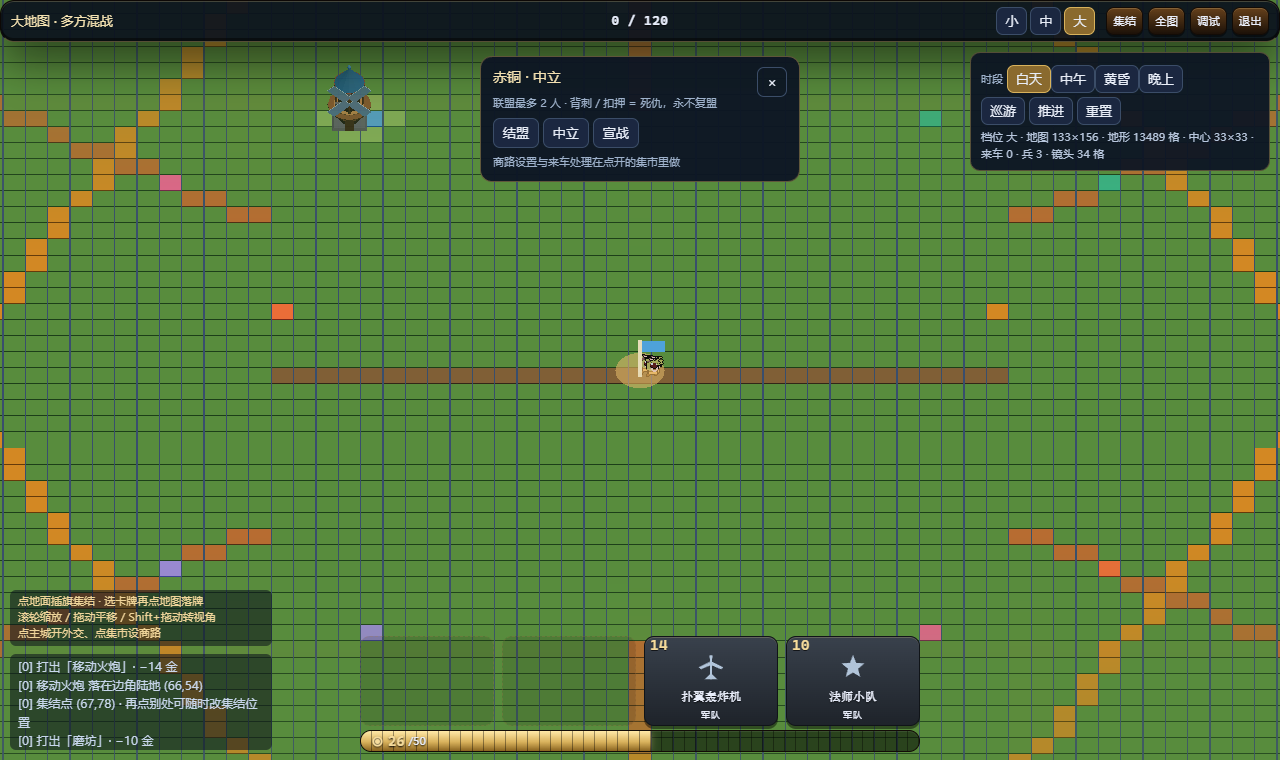 大地图 · 多方混战
0 / 120
小 中 大 集结 全图 调试 退出
赤铜 · 中立
×
联盟最多 2 人 · 背刺 / 扣押 = 死仇，永不复盟
结盟 中立 宣战
商路设置与来车处理在点开的集市里做
时段 白天 中午 黄昏 晚上
巡游 推进 重置
档位 大 · 地图 133×156 · 地形 13489 格 · 中心 33×33 ·
来车 0 · 兵 3 · 镜头 34 格
点地面插旗集结 · 选卡牌再点地图落牌
滚轮缩放 / 拖动平移 / Shift+拖动转视角
点主城开外交、点集市设商路
[0] 打出「移动火炮」· −14 金
[0] 移动火炮 落在边角陆地 (66,54)
[0] 集结点 (67,78) · 再点别处可随时改集结位
置
[0] 打出「磨坊」· −10 金
14
扑翼轰炸机
军队
10
法师小队
军队
26 /50